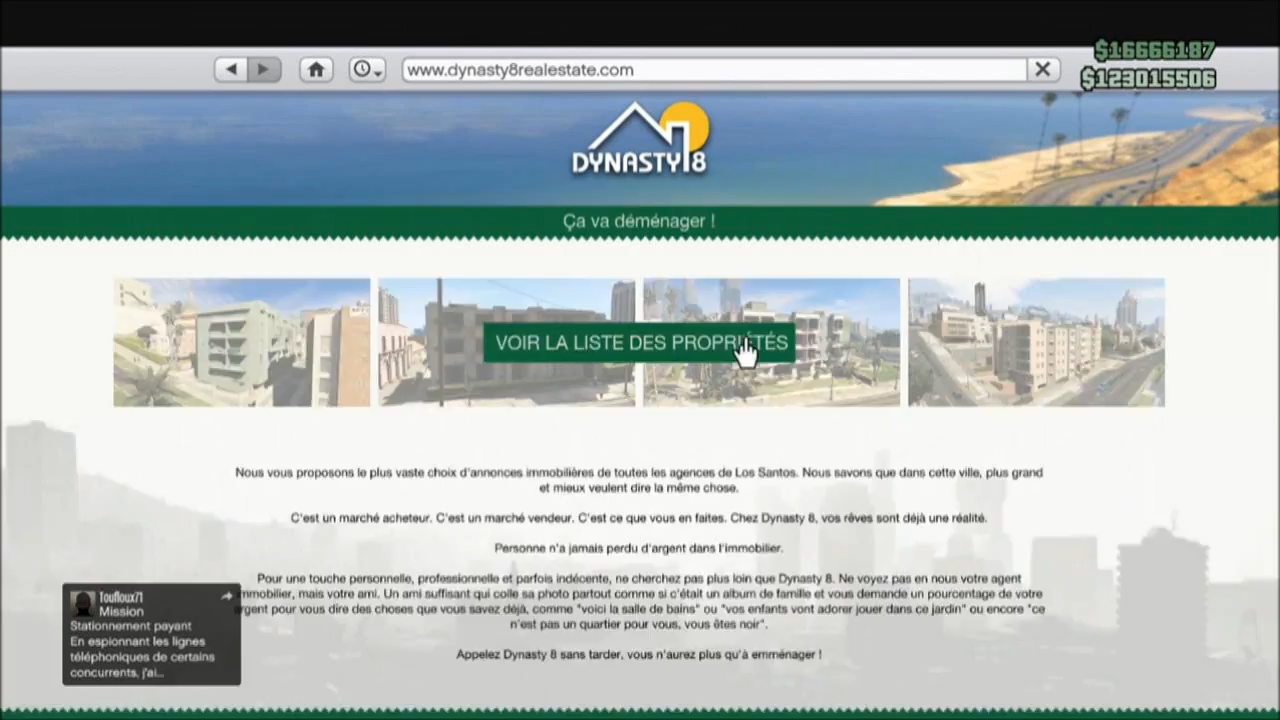 $16666187
www.dynasty8realestate.com
$123015506
DYNASTY 8
Ça va déménager !
VOIR LA LISTE DES PROPRIÉTÉS
Nous vous proposons le plus vaste choix d'annonces immobilières de toutes les agences de Los Santos. Nous savons que dans cette ville, plus grand
et mieux veulent dire la même chose.
C'est un marché acheteur. C'est un marché vendeur. C'est ce que vous en faites. Chez Dynasty 8, vos rêves sont déjà une réalité.
Personne n'a jamais perdu d'argent dans l'immobilier.
Pour une touche personnelle, professionnelle et parfois indécente, ne cherchez pas plus loin que Dynasty 8. Ne voyez pas en nous votre agent
immobilier, mais votre ami. Un ami suffisant qui colle sa photo partout comme si c'était un album de famille et vous demande un pourcentage de votre
argent pour vous dire des choses que vous savez déjà, comme "voici la salle de bains" ou "vos enfants vont adorer jouer dans ce jardin" ou encore "ce
n'est pas un quartier pour vous, vous êtes noir".
Appelez Dynasty 8 sans tarder, vous n'aurez plus qu'à emménager !
Toufloux71
Mission
Stationnement payant
En espionnant les lignes
téléphoniques de certains
concurrents, j'ai...